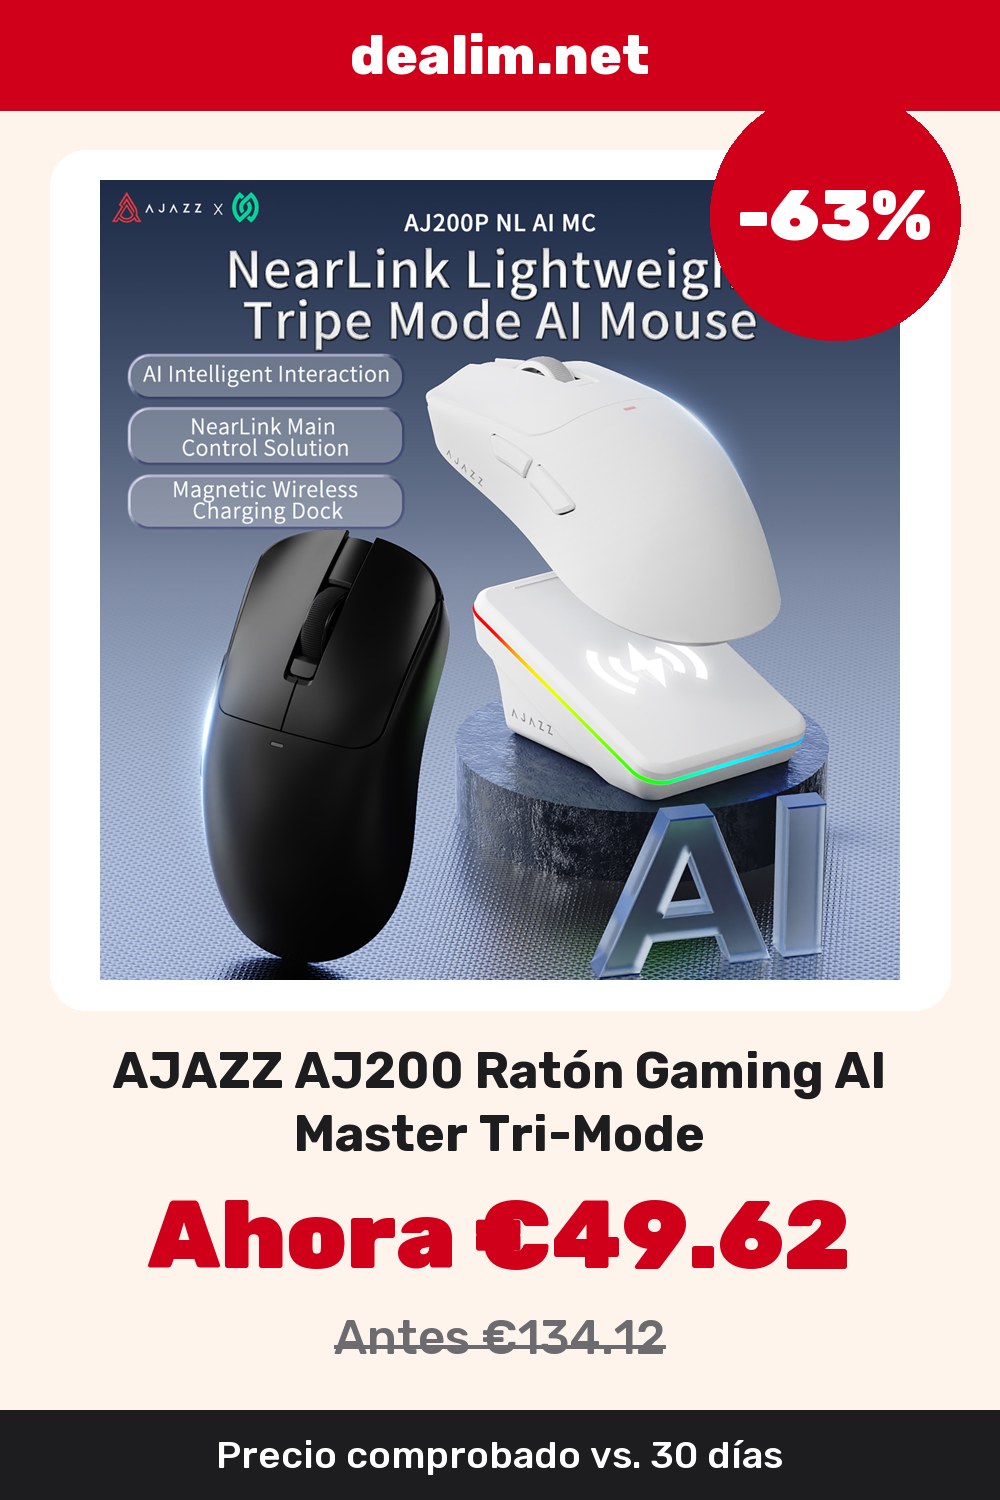 dealim.net
-63%
AJAZZ X
AJ200P NL AI MC
NearLink Lightweigh
Tripe Mode AI Mouse
AI Intelligent Interaction
NearLink Main
Control Solution
Magnetic Wireless
Charging Dock
AJAZZ
AJAZZ
AI
AJAZZ AJ200 Ratón Gaming AI
Master Tri-Mode
Ahora €49.62
Antes €134.12
Precio comprobado vs. 30 días